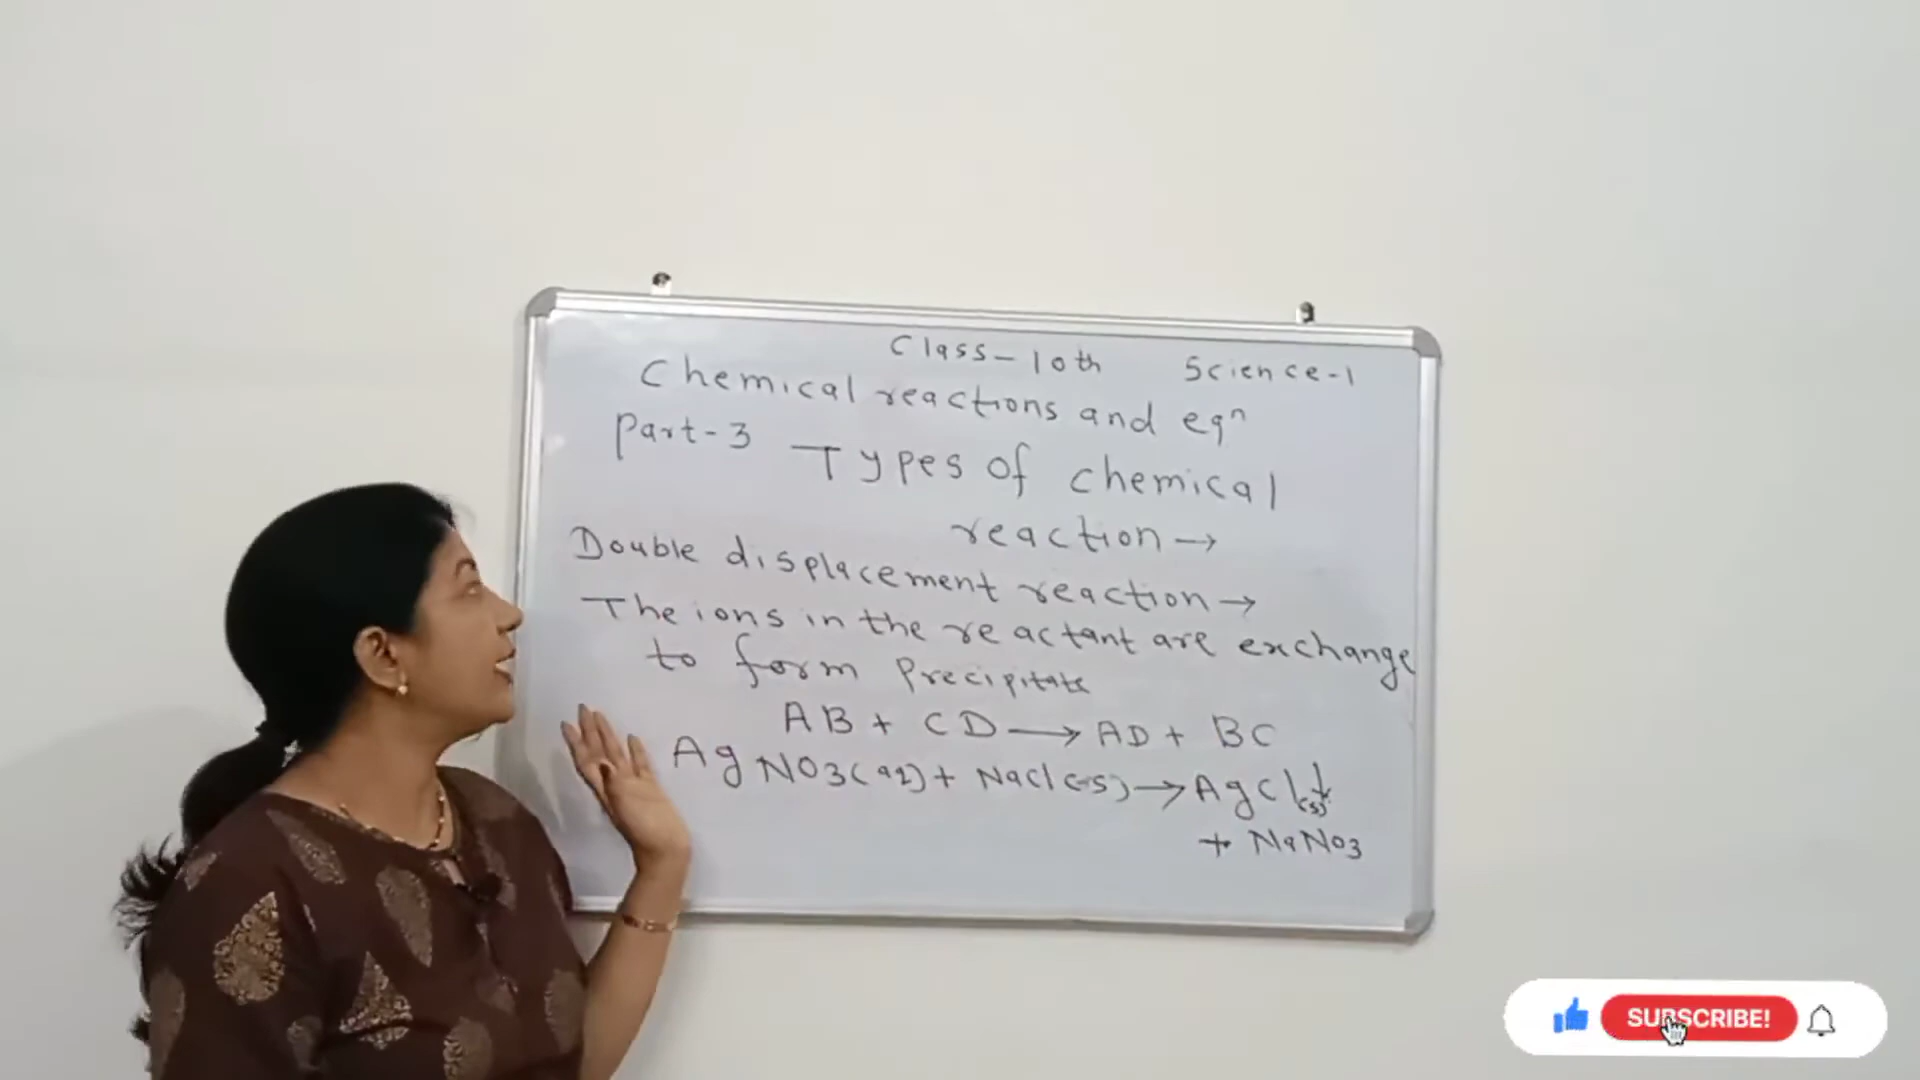 Class-10th Science-1
Chemical reactions and eqn
Part-3 Types of chemical
reaction→
Double displacement reaction→
The ions in the reactant are exchange
to form Precipitate
AB + CD → AD + BC
AgNO3(aq) + NaCl(s) → AgCl(s)↓
+ NaNO3
SUBSCRIBE!